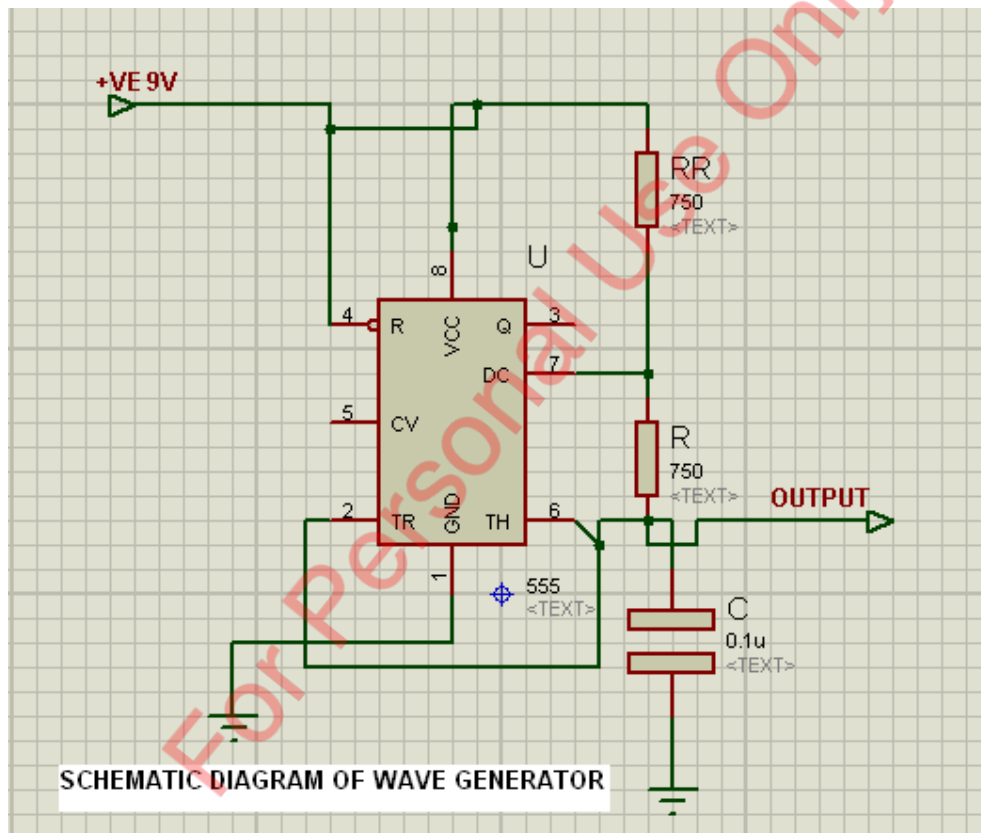 For Personal Use Only
+VE 9V
RR
750
<TEXT>
U
8
4
R
VCC
Q
3
DC
7
5
CV
R
750
<TEXT>
OUTPUT
2
TR
GND
TH
6
1
555
<TEXT>
C
0.1u
<TEXT>
SCHEMATIC DIAGRAM OF WAVE GENERATOR